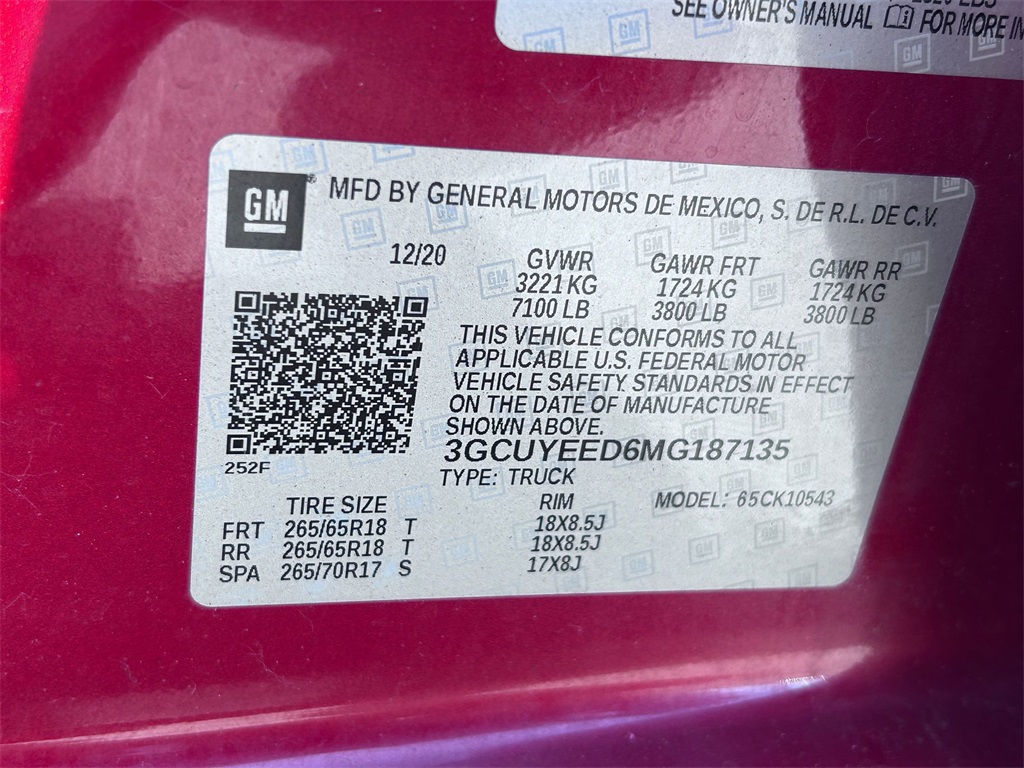 SEE OWNER'S MANUAL FOR MORE IN
GM
MFD BY GENERAL MOTORS DE MEXICO, S. DE R.L. DE C.V.
12/20 GVWR GAWR FRT GAWR RR
3221 KG 1724 KG 1724 KG
7100 LB 3800 LB 3800 LB
THIS VEHICLE CONFORMS TO ALL
APPLICABLE U.S. FEDERAL MOTOR
VEHICLE SAFETY STANDARDS IN EFFECT
ON THE DATE OF MANUFACTURE
SHOWN ABOVE.
3GCUYEED6MG187135
252F
TYPE: TRUCK
TIRE SIZE RIM MODEL: 65CK10543
FRT 265/65R18 T 18X8.5J
RR 265/65R18 T 18X8.5J
SPA 265/70R17 S 17X8J